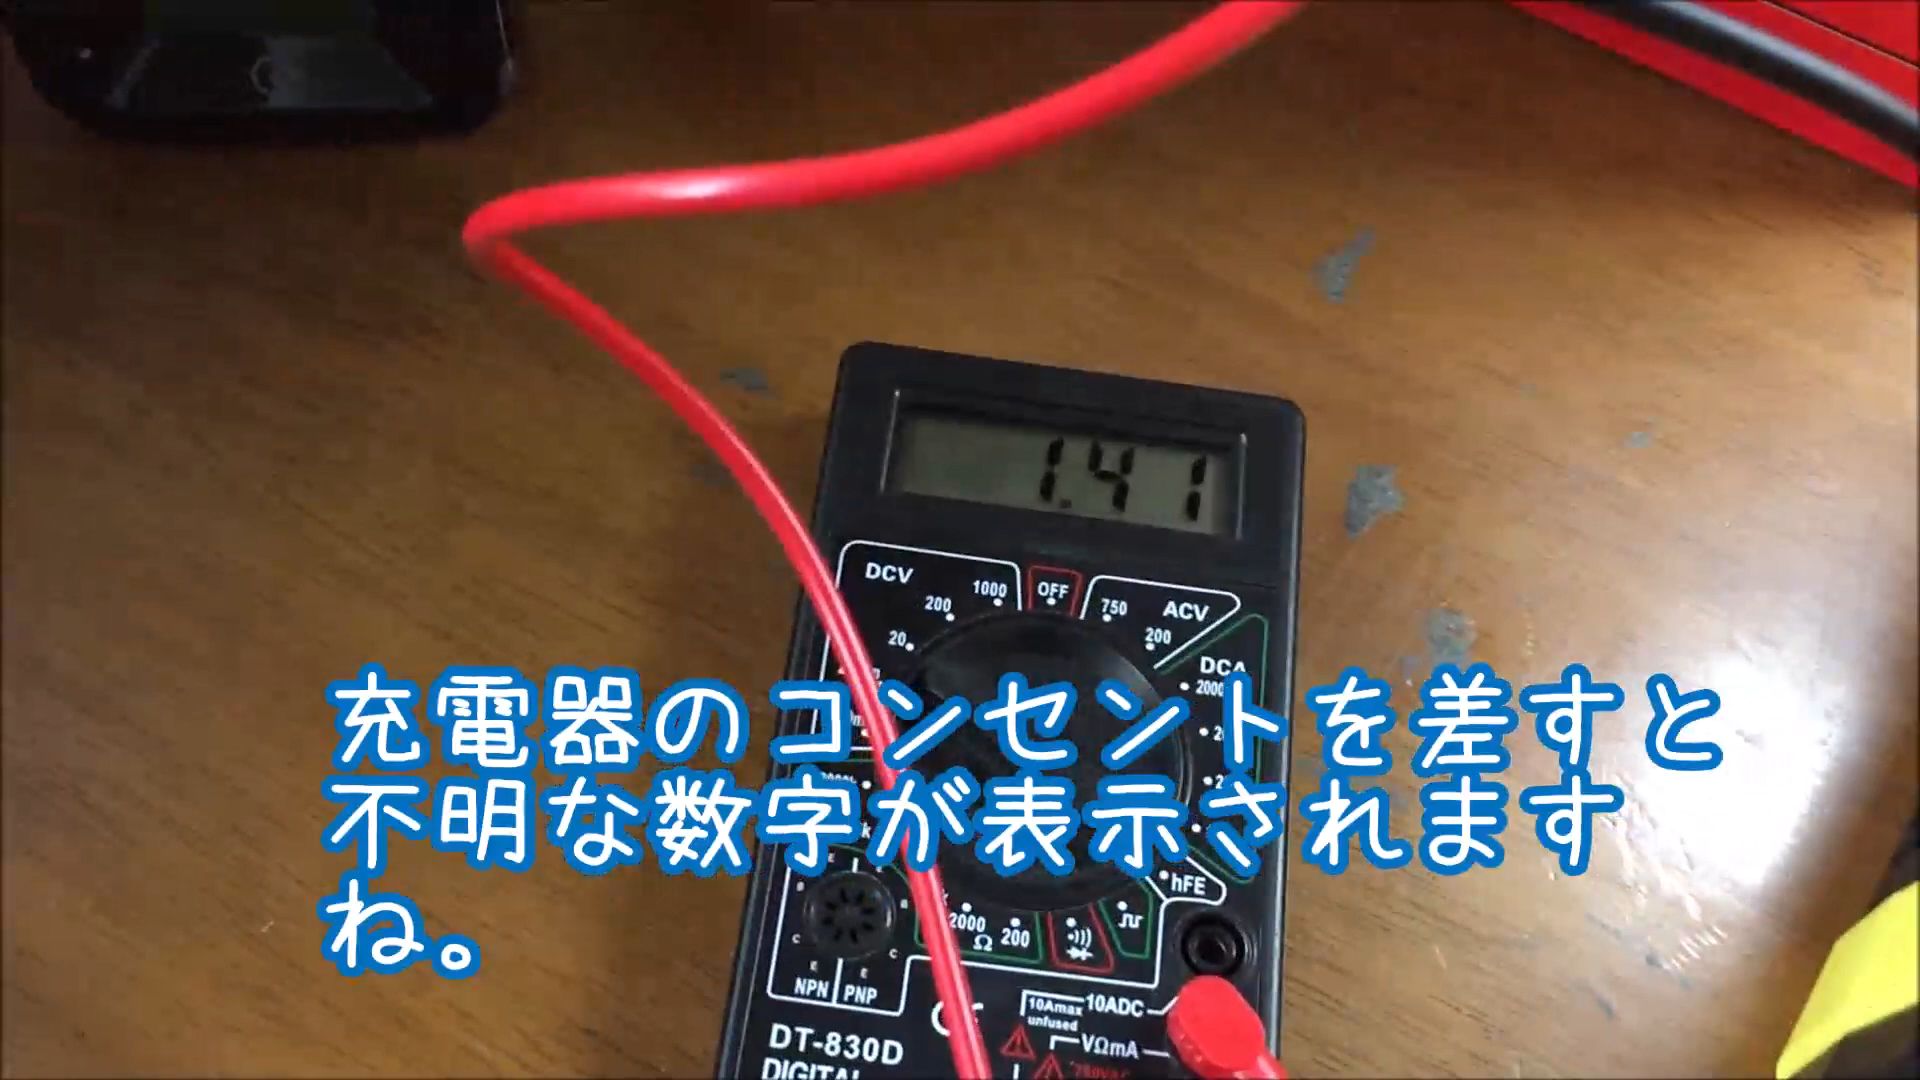 1.41
DCV
1000
OFF
750
ACV
200
200
20
DCA
充電器のコンセントを差すと
不明な数字が表示されます
ね。
hFE
2000
Ω
200
NPN
PNP
10Amax
unfused
10ADC
VΩmA
DT-830D
DIGITAL